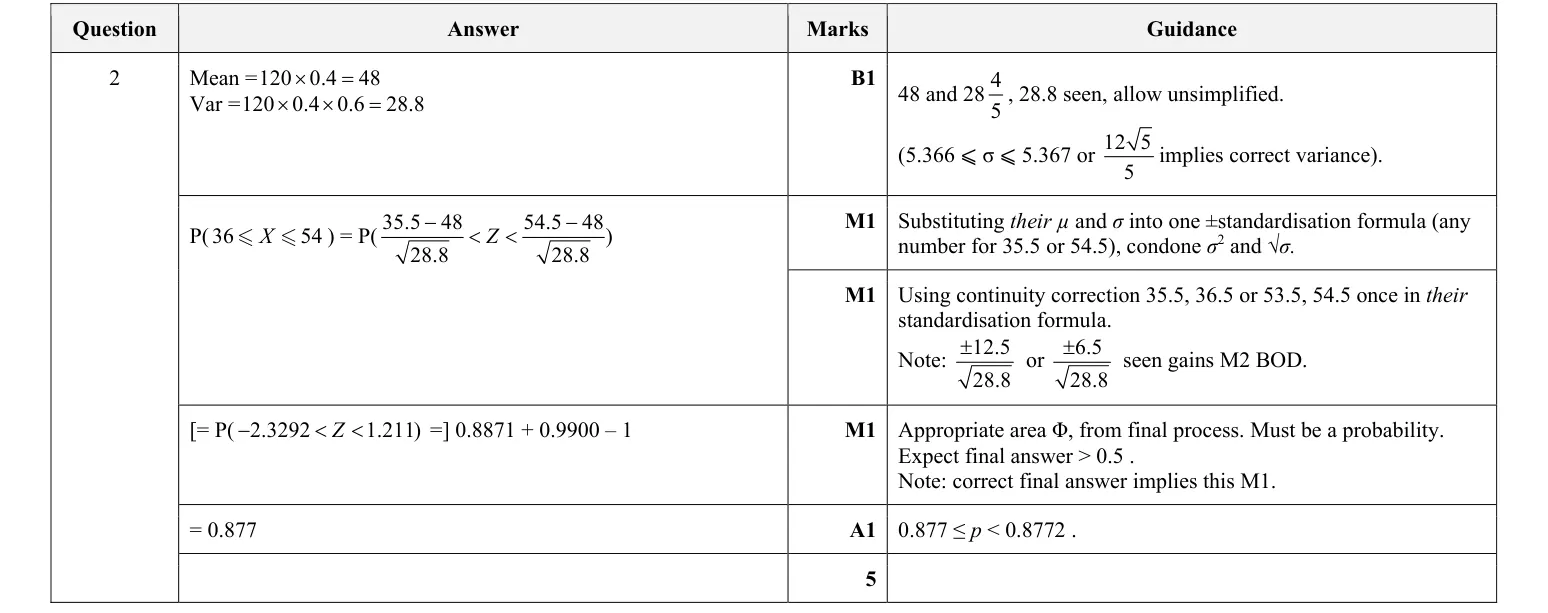 Question Answer Marks Guidance
2 Mean =120×0.4=48 B1 48 and 28 4/5 , 28.8 seen, allow unsimplified.
Var =120×0.4×0.6=28.8
(5.366 ⩽ σ ⩽ 5.367 or 12√5/5 implies correct variance).
P(36⩽ X ⩽54 ) = P( (35.5−48)/√28.8 < Z < (54.5−48)/√28.8 ) M1 Substituting their μ and σ into one ±standardisation formula (any
number for 35.5 or 54.5), condone σ² and √σ.
M1 Using continuity correction 35.5, 36.5 or 53.5, 54.5 once in their
standardisation formula.
Note: ±12.5/√28.8 or ±6.5/√28.8 seen gains M2 BOD.
[= P( −2.3292 < Z < 1.211) =] 0.8871 + 0.9900 – 1 M1 Appropriate area Φ, from final process. Must be a probability.
Expect final answer > 0.5 .
Note: correct final answer implies this M1.
= 0.877 A1 0.877 ≤ p < 0.8772 .
5